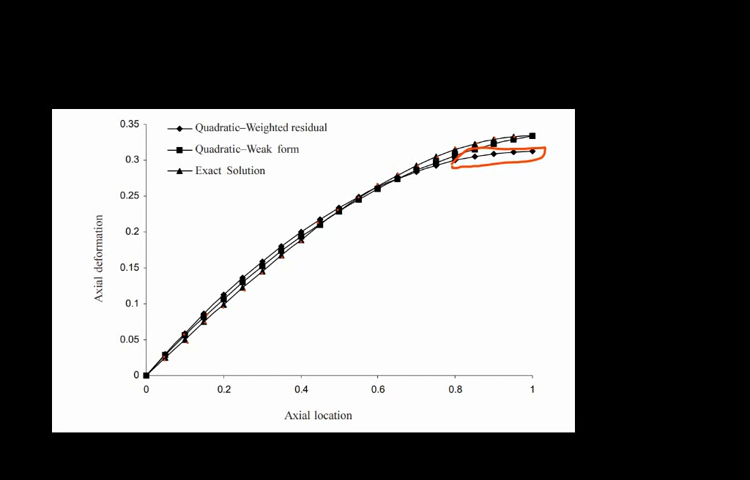 0.35
Quadratic–Weighted residual
Quadratic–Weak form
Exact Solution
0.3
0.25
0.2
0.15
0.1
0.05
0
Axial deformation
0 0.2 0.4 0.6 0.8 1
Axial location